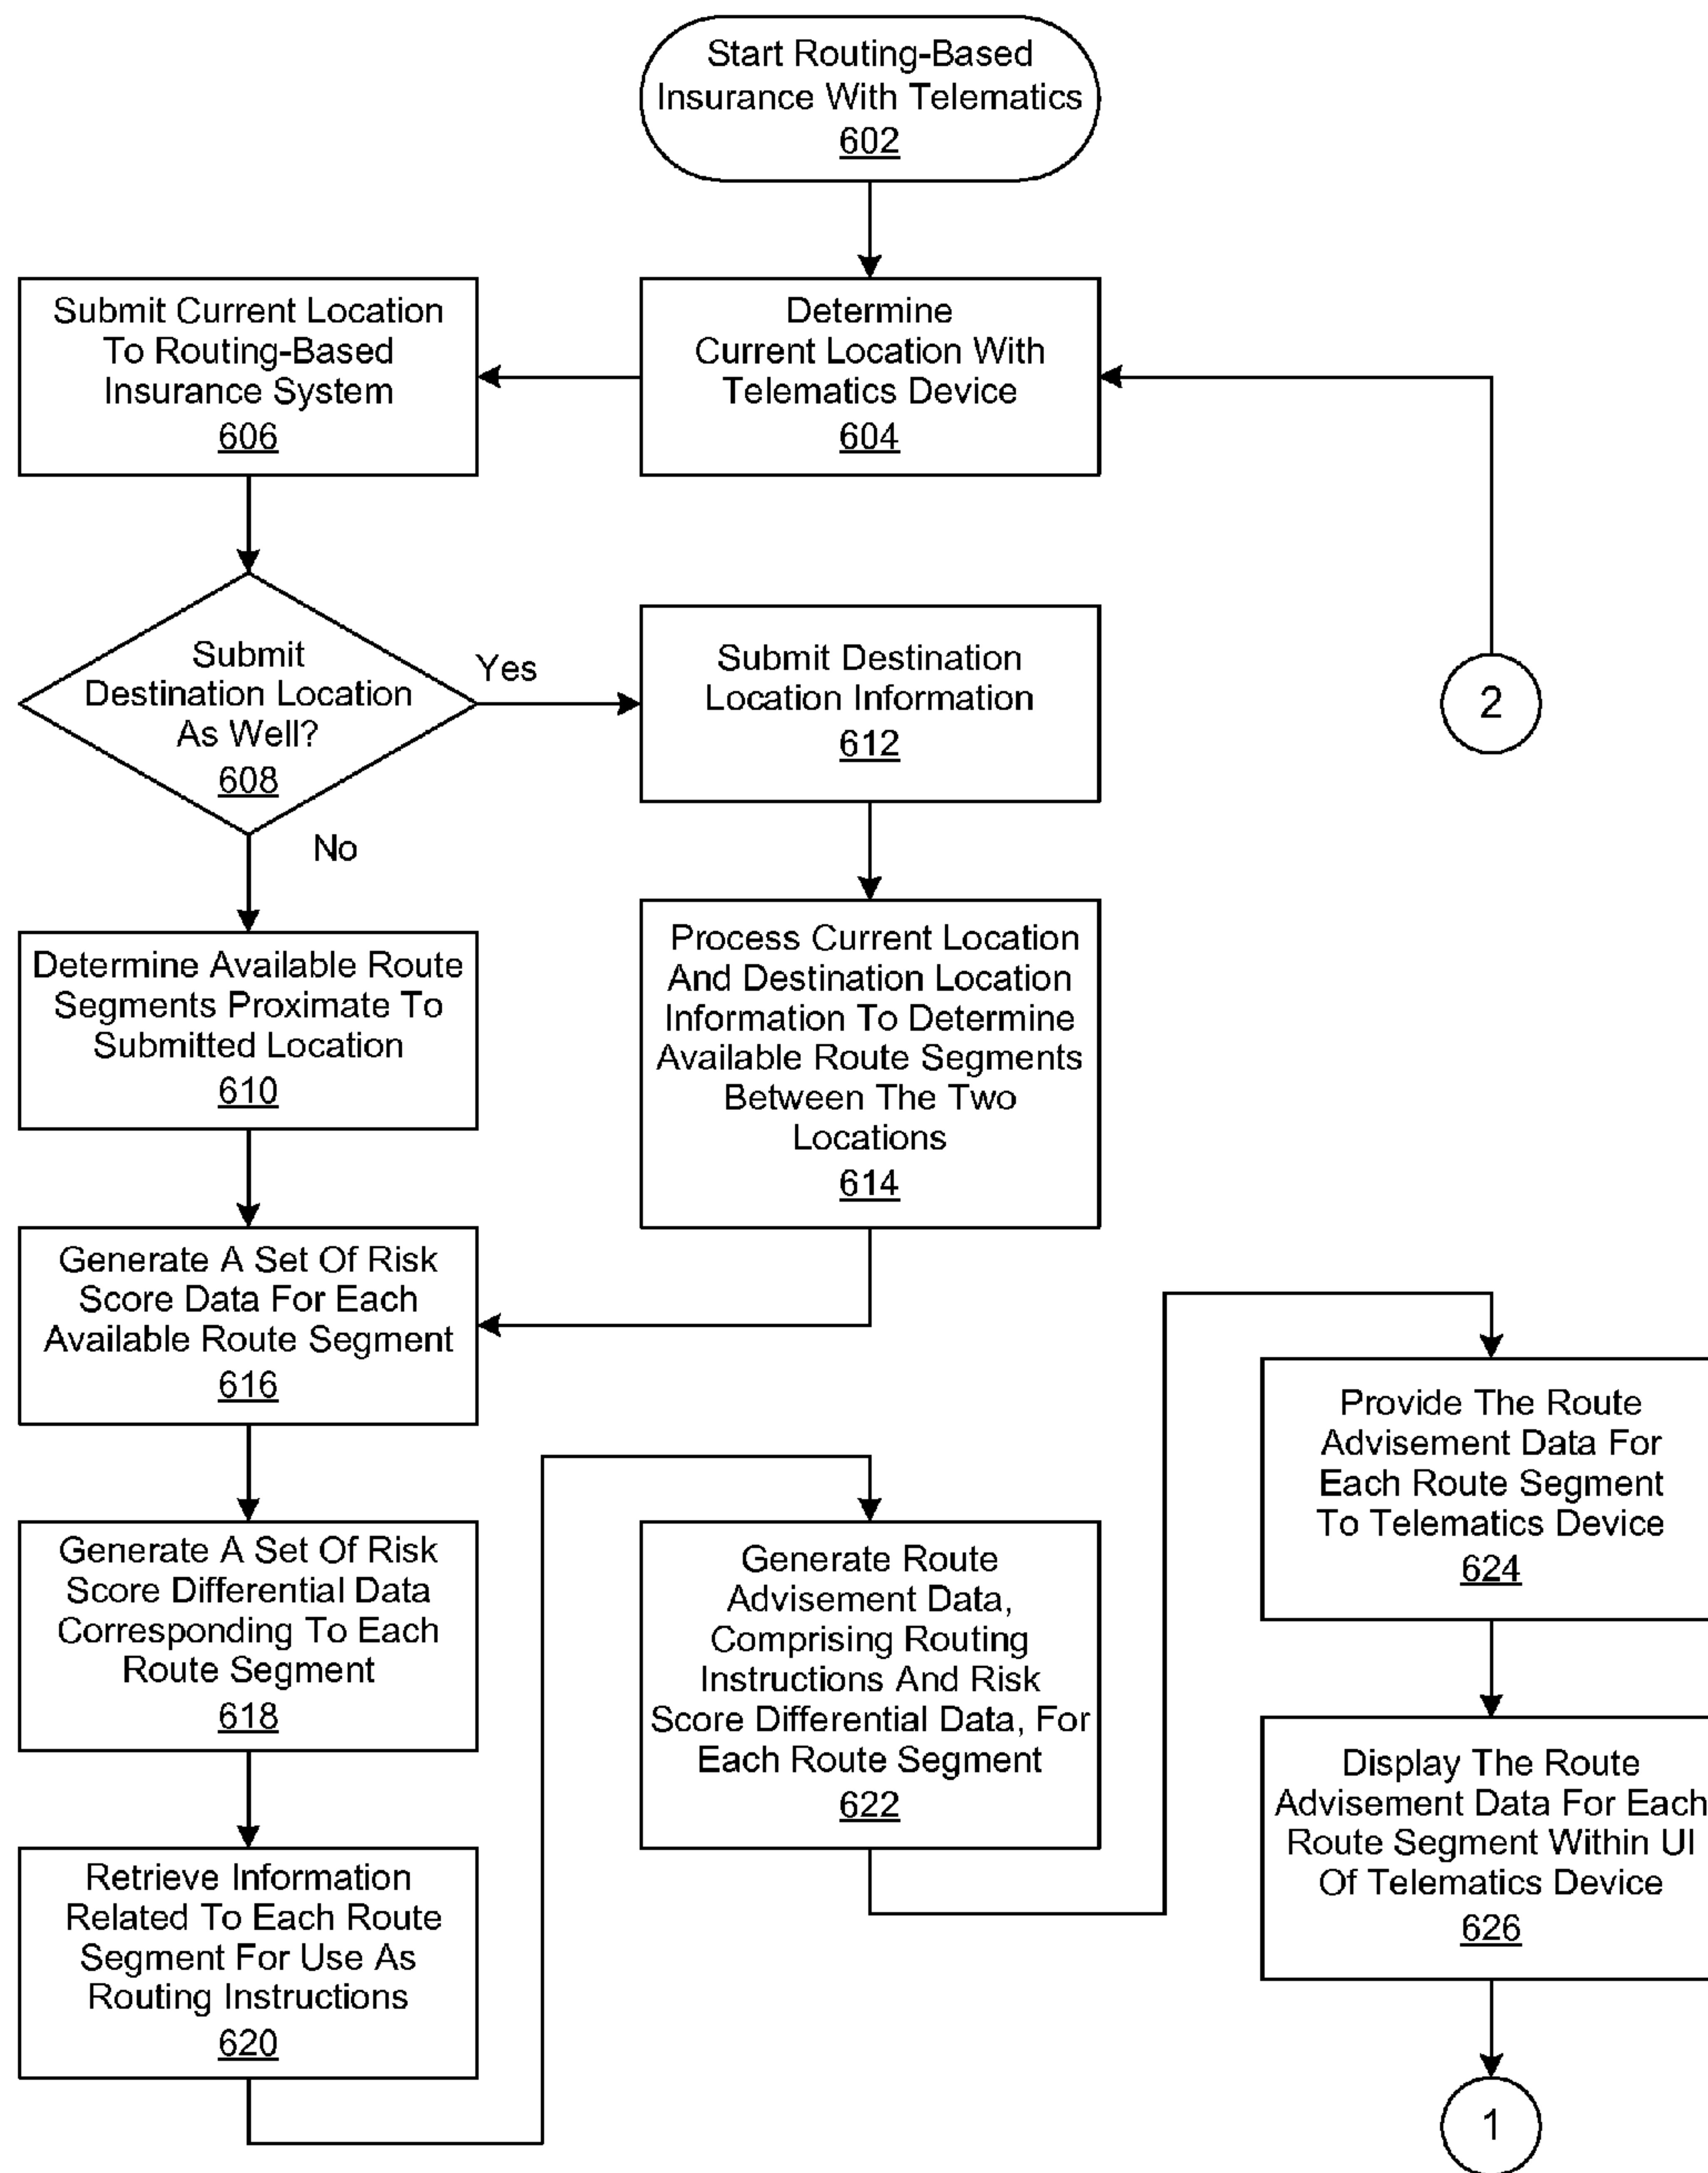 Start Routing-Based
Insurance With Telematics
602
Submit Current Location
To Routing-Based
Insurance System
606
Determine
Current Location With
Telematics Device
604
Submit
Destination Location
As Well?
608
Yes
No
Submit Destination
Location Information
612
2
Determine Available Route
Segments Proximate To
Submitted Location
610
Process Current Location
And Destination Location
Information To Determine
Available Route Segments
Between The Two
Locations
614
Generate A Set Of Risk
Score Data For Each
Available Route Segment
616
Generate A Set Of Risk
Score Differential Data
Corresponding To Each
Route Segment
618
Retrieve Information
Related To Each Route
Segment For Use As
Routing Instructions
620
Generate Route
Advisement Data,
Comprising Routing
Instructions And Risk
Score Differential Data, For
Each Route Segment
622
Provide The Route
Advisement Data For
Each Route Segment
To Telematics Device
624
Display The Route
Advisement Data For Each
Route Segment Within UI
Of Telematics Device
626
1